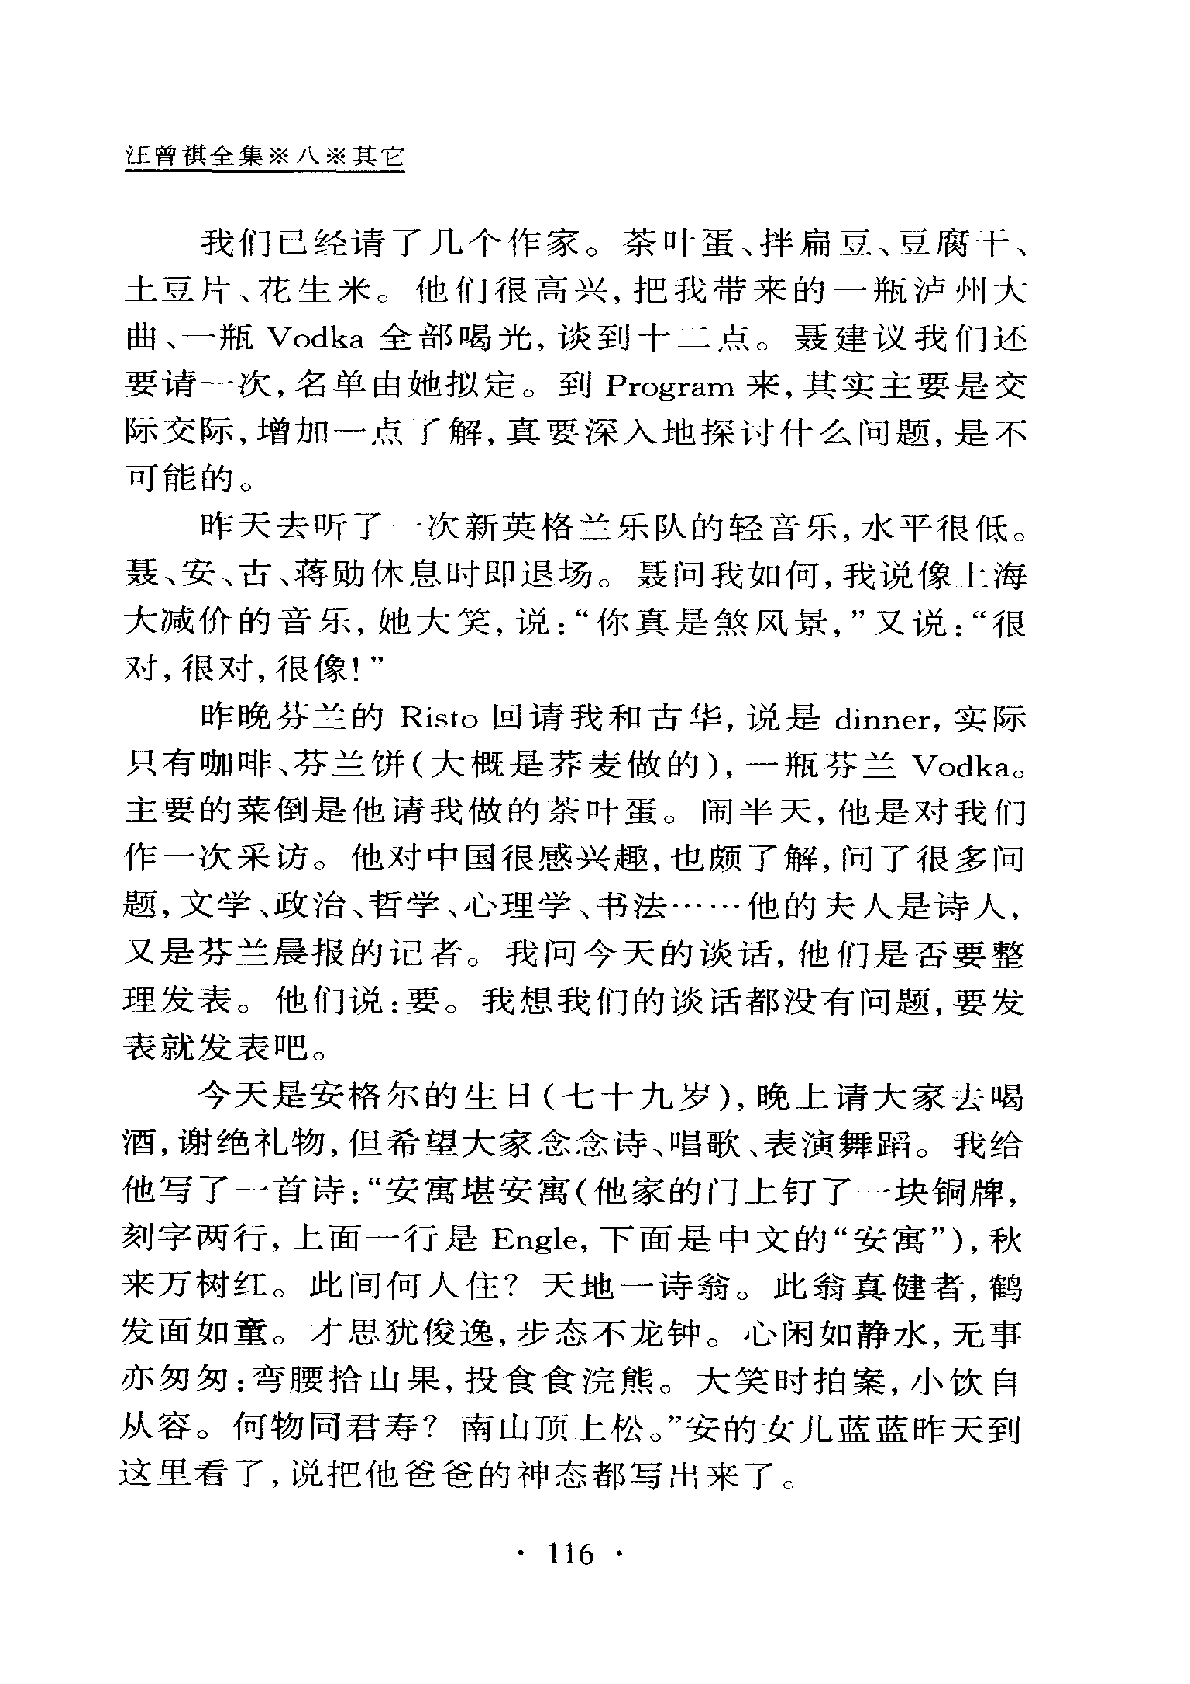 汪曾祺全集※八※其它
我们已经请了几个作家。茶叶蛋、拌扁豆、豆腐干、
土豆片、花生米。他们很高兴,把我带来的一瓶泸州大
曲、一瓶 Vodka 全部喝光,谈到十二点。聂建议我们还
要请一次,名单由她拟定。到 Program 来,其实主要是交
际交际,增加一点了解,真要深入地探讨什么问题,是不
可能的。
昨天去听了一次新英格兰乐队的轻音乐,水平很低。
聂、安、古、蒋勋休息时即退场。聂问我如何,我说像上海
大减价的音乐,她大笑,说:“你真是煞风景,”又说:“很
对,很对,很像!”
昨晚芬兰的 Risto 回请我和古华,说是 dinner,实际
只有咖啡、芬兰饼(大概是荞麦做的),一瓶芬兰 Vodka。
主要的菜倒是他请我做的茶叶蛋。闹半天,他是对我们
作一次采访。他对中国很感兴趣,也颇了解,问了很多问
题,文学、政治、哲学、心理学、书法……他的夫人是诗人,
又是芬兰晨报的记者。我问今天的谈话,他们是否要整
理发表。他们说:要。我想我们的谈话都没有问题,要发
表就发表吧。
今天是安格尔的生日(七十九岁),晚上请大家去喝
酒,谢绝礼物,但希望大家念念诗、唱歌、表演舞蹈。我给
他写了一首诗:“安寓堪安寓(他家的门上钉了一块铜牌,
刻字两行,上面一行是 Engle,下面是中文的“安寓”),秋
来万树红。此间何人住? 天地一诗翁。此翁真健者,鹤
发面如童。才思犹俊逸,步态不龙钟。心闲如静水,无事
亦匆匆:弯腰拾山果,投食食浣熊。大笑时拍案,小饮自
从容。何物同君寿? 南山顶上松。”安的女儿蓝蓝昨天到
这里看了,说把他爸爸的神态都写出来了。
· 116 ·